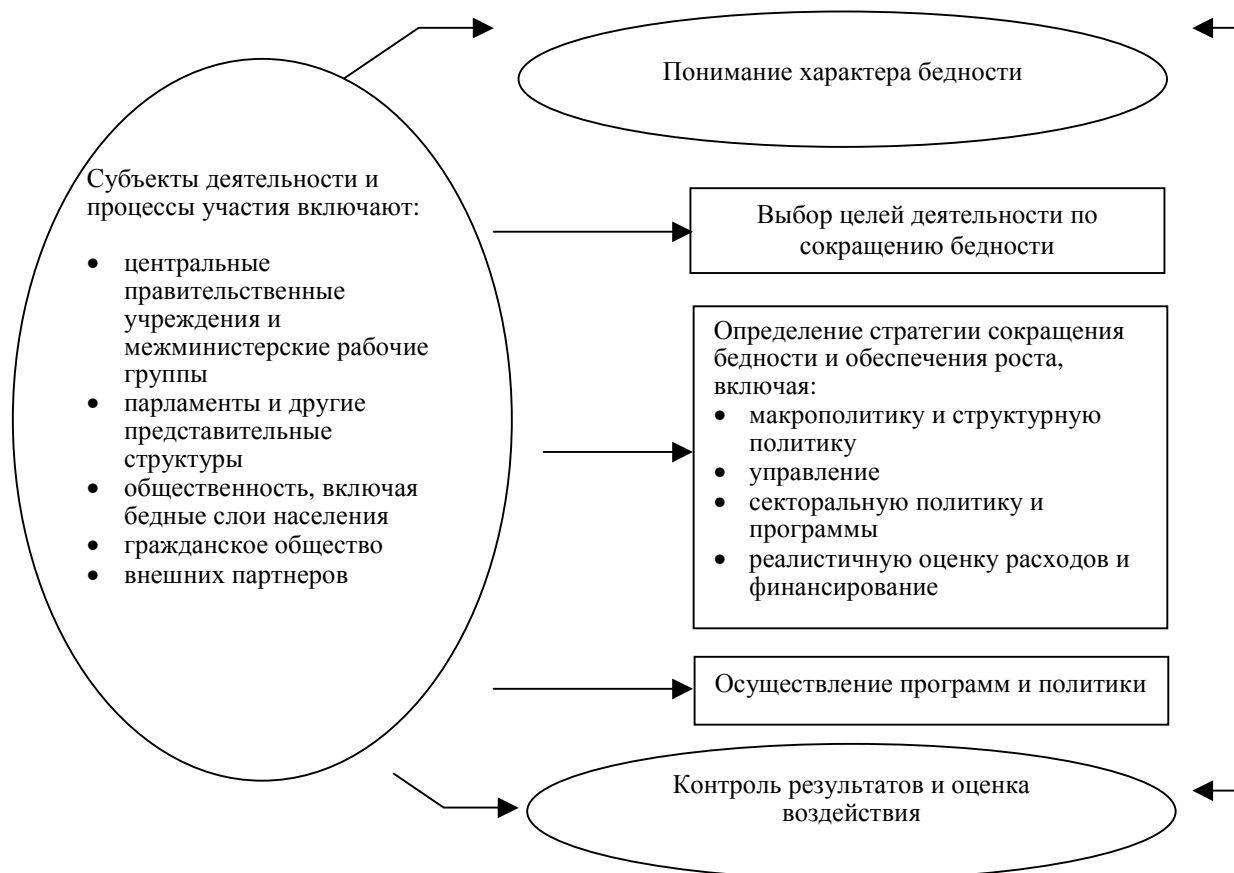 Понимание характера бедности
Субъекты деятельности и
процессы участия включают:
• центральные
правительственные
учреждения и
межминистерские рабочие
группы
• парламенты и другие
представительные
структуры
• общественность, включая
бедные слои населения
• гражданское общество
• внешних партнеров
Выбор целей деятельности по
сокращению бедности
Определение стратегии сокращения
бедности и обеспечения роста,
включая:
• макрополитику и структурную
политику
• управление
• секторальную политику и
программы
• реалистичную оценку расходов и
финансирование
Осуществление программ и политики
Контроль результатов и оценка
воздействия